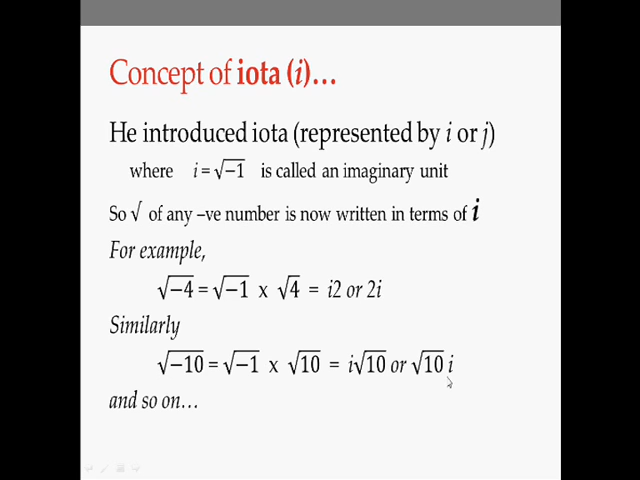 Concept of iota (i)...
He introduced iota (represented by i or j)
where i = √−1 is called an imaginary unit
So √ of any –ve number is now written in terms of i
For example,
√−4 = √−1 x √4 = i2 or 2i
Similarly
√−10 = √−1 x √10 = i√10 or √10 i
and so on...